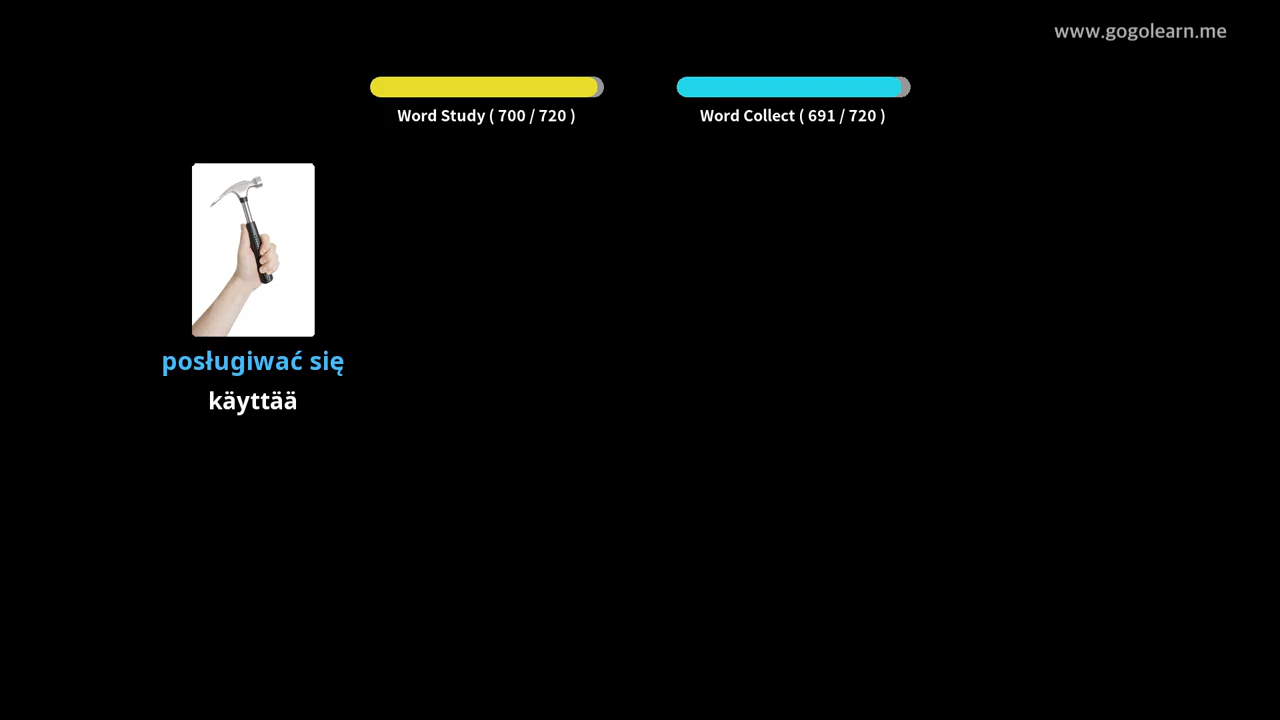 www.gogolearn.me
Word Study ( 700 / 720 )
Word Collect ( 691 / 720 )
posługiwać się
käyttää